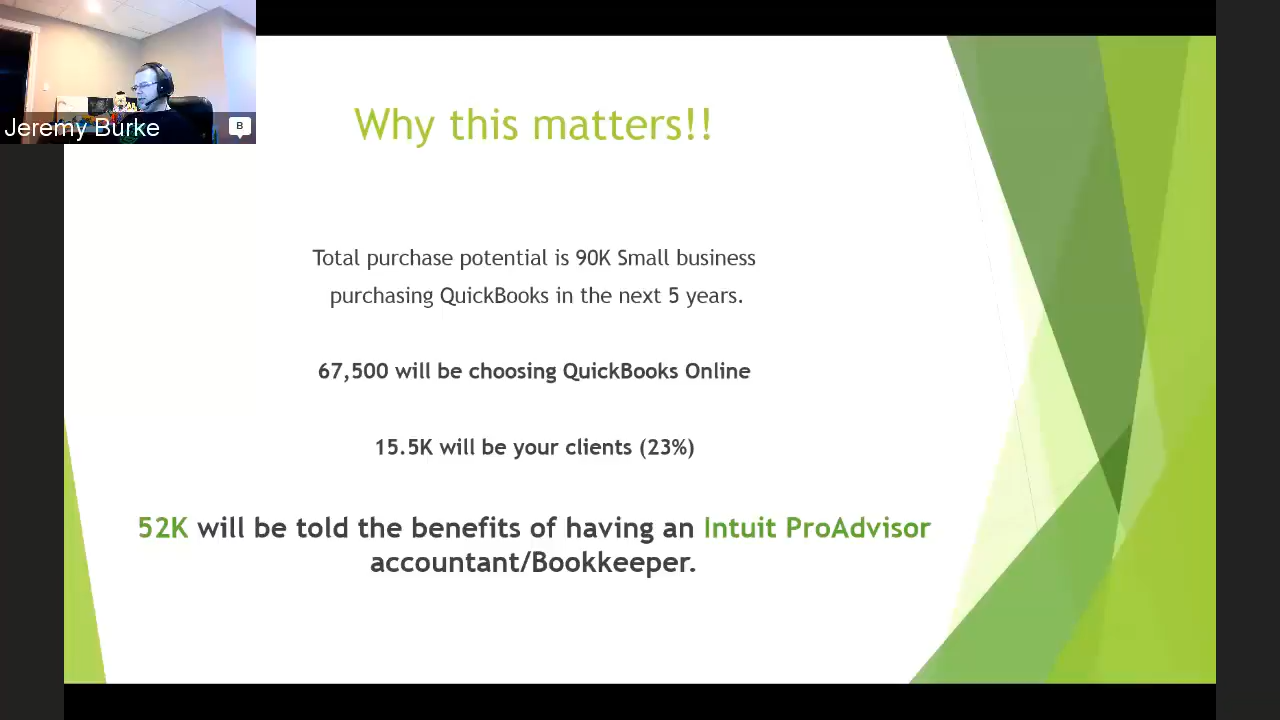 Jeremy Burke
B
Why this matters!!
Total purchase potential is 90K Small business
purchasing QuickBooks in the next 5 years.
67,500 will be choosing QuickBooks Online
15.5K will be your clients (23%)
52K will be told the benefits of having an Intuit ProAdvisor
accountant/Bookkeeper.